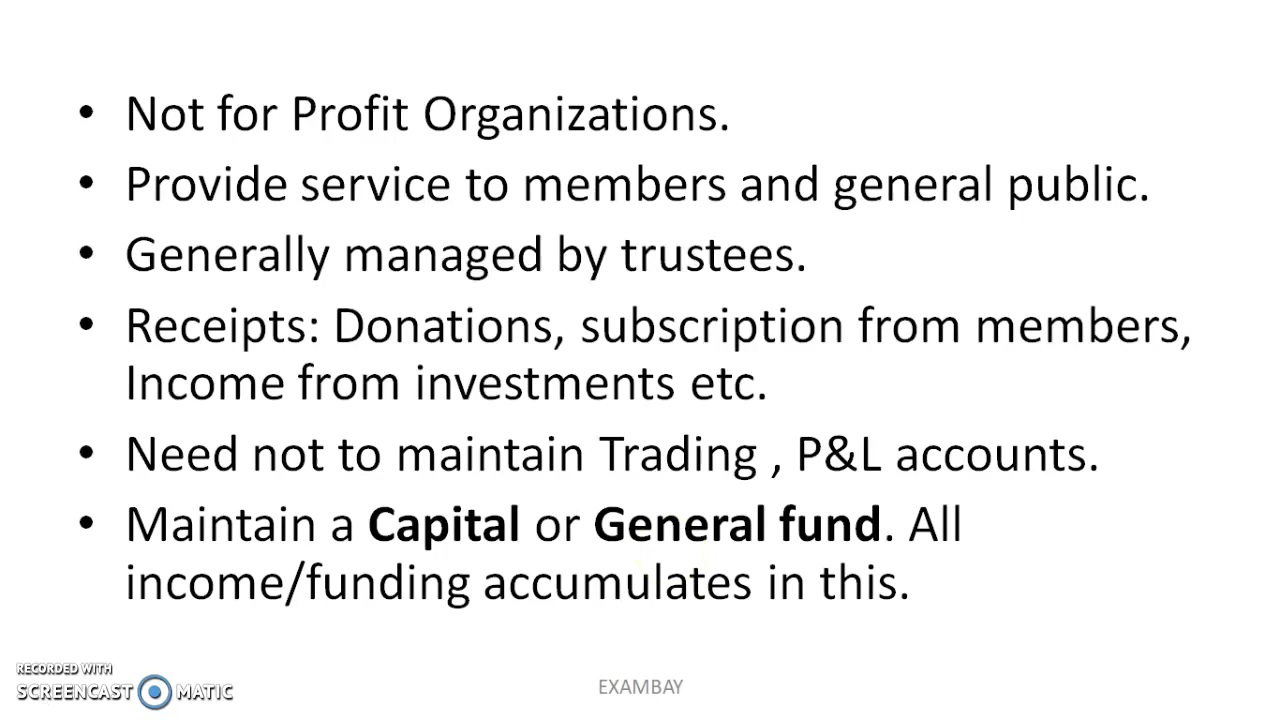 • Not for Profit Organizations.
• Provide service to members and general public.
• Generally managed by trustees.
• Receipts: Donations, subscription from members,
Income from investments etc.
• Need not to maintain Trading , P&L accounts.
• Maintain a Capital or General fund. All
income/funding accumulates in this.
RECORDED WITH
SCREENCAST MATIC
EXAMBAY